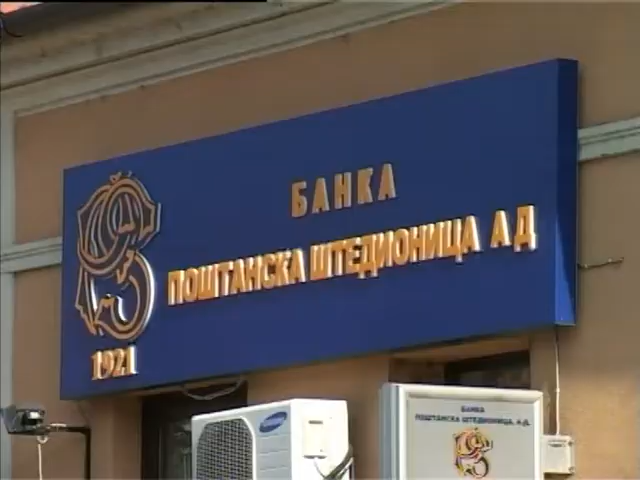 БАНКА
ПОШТАНСКА ШТЕДИОНИЦА АД
1921
SAMSUNG
БАНКА
ПОШТАНСКА ШТЕДИОНИЦА, А.Д.